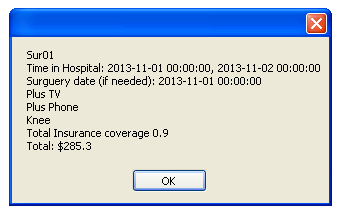 Sur01
Time in Hospital: 2013-11-01 00:00:00, 2013-11-02 00:00:00
Surguery date (if needed): 2013-11-01 00:00:00
Plus TV
Plus Phone
Knee
Total Insurance coverage 0.9
Total: $285.3
OK